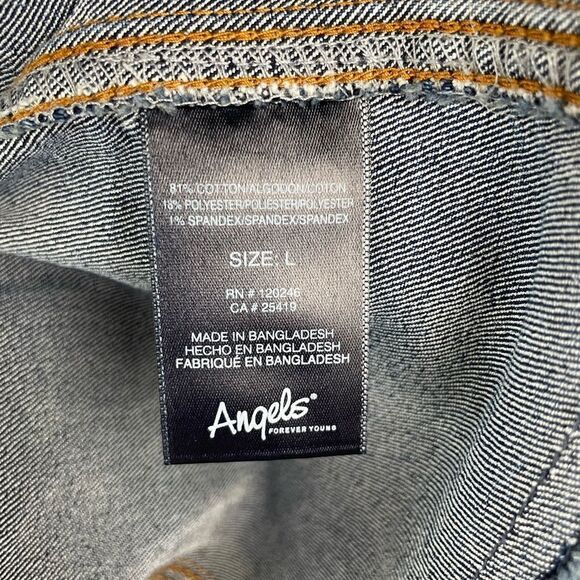 81% COTTON/ALGODON/COTON
18% POLYESTER/POLIESTER/POLYESTER
1% SPANDEX/SPANDEX/SPANDEX
SIZE: L
RN # 120246
CA # 25419
MADE IN BANGLADESH
HECHO EN BANGLADESH
FABRIQUÉ EN BANGLADESH
Angels®
FOREVER YOUNG